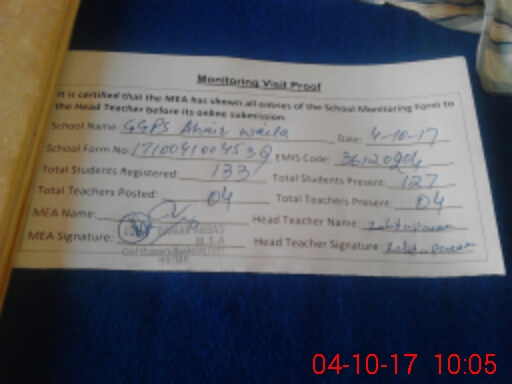 Monitoring Visit Proof
It is certified that the MEA has shown all entries of the School Monitoring Form to
the Head Teacher before its online submission.
School Name: GGPS Ahair wala Date: 4-10-17
School Form No: EMIS Code: 36120904
Total Students Registered: 133 Total Students Present: 127
Total Teachers Posted: 04 Total Teachers Present: 04
MEA Name: Head Teacher Name:
MEA Signature: Head Teacher Signature:
M.E.A
04-10-17 10:05